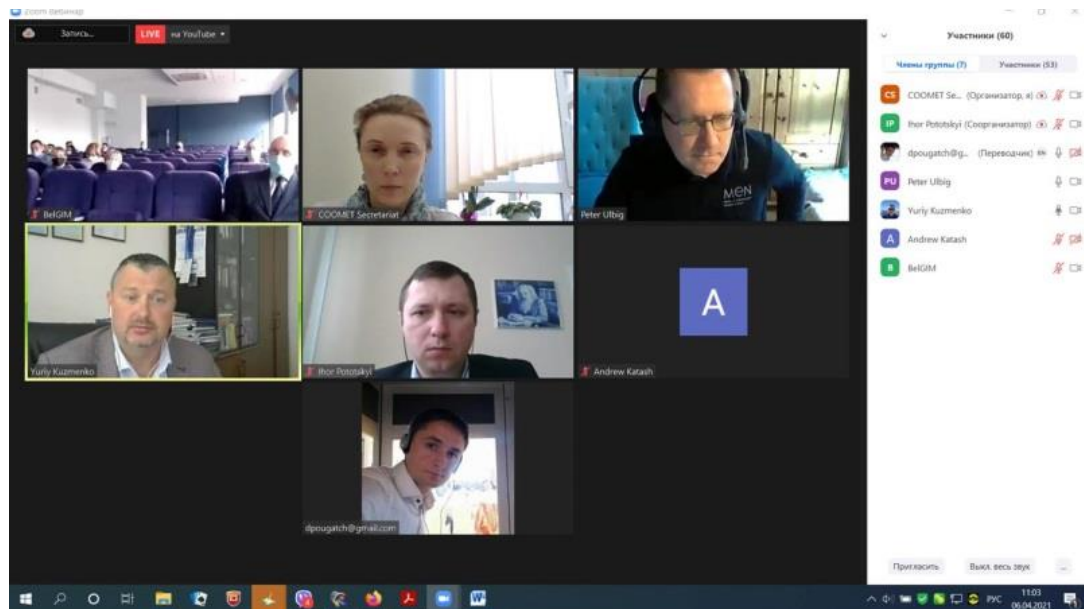 Zoom Вебинар
Запись...
LIVE на YouTube
BelGIM
COOMET Secretariat
MEN
Peter Ulbig
Yuriy Kuzmenko
Ihor Pototskyi
A
Andrew Katash
dpougatch@gmail.com
Участники (60)
Члены группы (7)
Участники (53)
CS COOMET Se... (Организатор, я)
IP Ihor Pototskyi (Соорганизатор)
dpougatch@g... (Переводчик) EN
PU Peter Ulbig
Yuriy Kuzmenko
A Andrew Katash
B BelGIM
Пригласить
Выкл. весь звук
...
РУС
11:03
06.04.2021